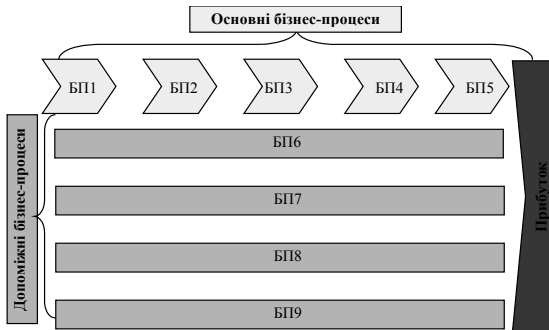 Основні бізнес-процеси
БП1
БП2
БП3
БП4
БП5
Допоміжні бізнес-процеси
БП6
БП7
БП8
БП9
Прибуток